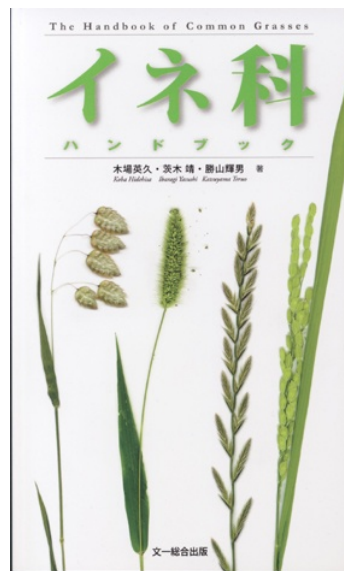 The Handbook of Common Grasses
イネ科
ハンドブック
木場英久・茨木 靖・勝山輝男 著
Koba Hidehisa Ibaragi Yasushi Katsuyama Teruo
文一総合出版